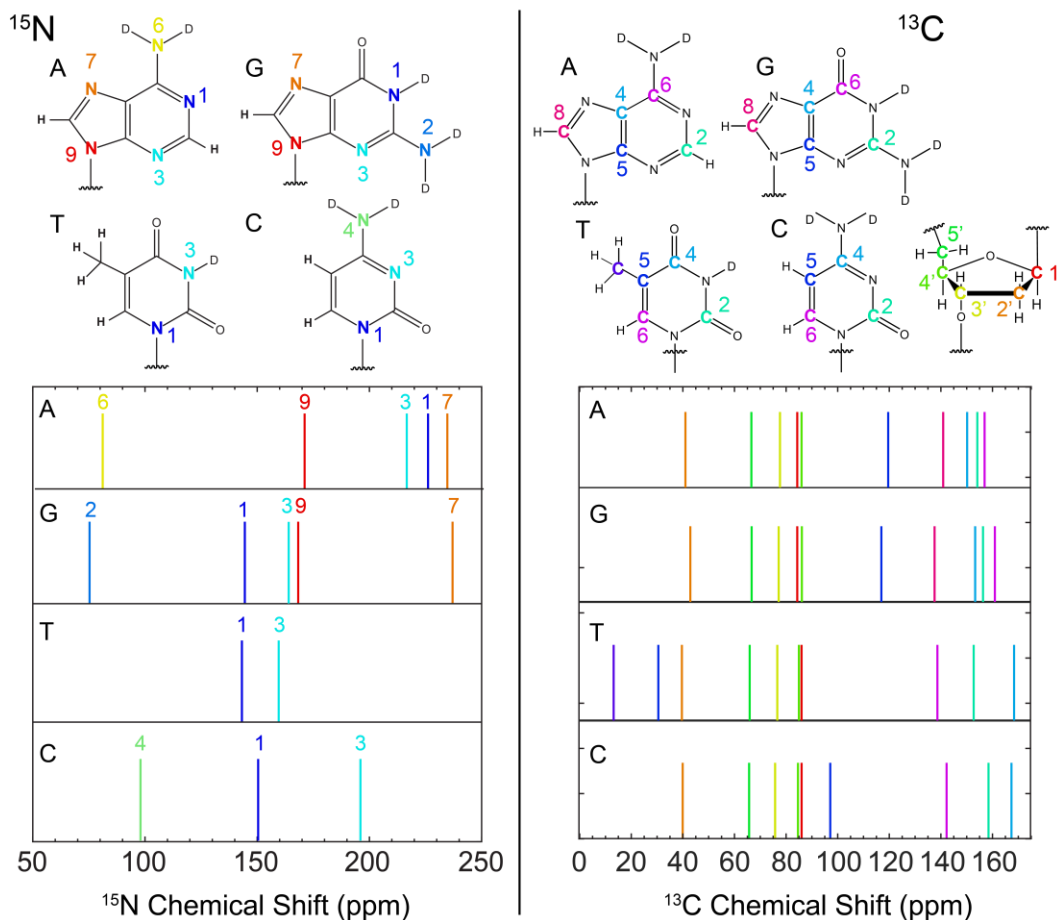 ¹⁵N
A
D D
6
N
7
N
N 1
H
N
9
N
3
H
G
O
7
N
1
N D
H
N
9
N
3
2
N
D
D
T
O
H
H
H
3
N D
H
N 1
O
C
D D
N
4
H
3
N
H
N 1
O
¹³C
A
D D
N
C
6
N
4
C
N
8
H C
N
C
5
N
C 2
H
G
O
C
6
N
4
C
N D
8
H C
N
C
5
N
C 2
N
D
D
T
O
H
H
H
C
5
C
C 4
N D
H C
6
N
C 2
O
C
D D
N
5
C
H
C 4
N
H C
6
N
C 2
O
5’
C H
H
O
4’ C
H
H
C
3’
H
C
2’
H
C 1
H
O
A
6 9 3 1 7
G
2 1 3 9 7
T
1 3
C
4 1 3
50 100 150 200 250
¹⁵N Chemical Shift (ppm)
A
G
T
C
0 20 40 60 80 100 120 140 160
¹³C Chemical Shift (ppm)